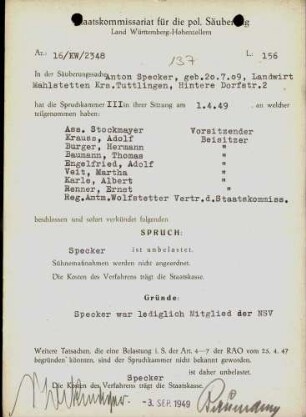 Staatskommissariat für die pol. Säuberung
Land Württemberg-Hohenzollern
Az.: 16/KW/2348
137
L. 156
In der Säuberungssache Anton Specker, geb.20.7.09, Landwirt
Mahlstetten Krs.Tuttlingen, Hintere Dorfstr.2
hat die Spruchkammer III in ihrer Sitzung am 1.4.49 , an welcher
teilgenommen haben:
Ass. Stockmayer Vorsitzender
Krauss, Adolf Beisitzer
Burger, Hermann "
Baumann, Thomas "
Engelfried, Adolf "
Veit, Martha "
Karle, Albert "
Renner, Ernst "
Reg.Amtm.Wolfstetter Vertr.d.Staatskommiss.
beschlossen und sofort verkündet folgenden
SPRUCH:
Specker ist unbelastet.
Sühnemaßnahmen werden nicht angeordnet.
Die Kosten des Verfahrens trägt die Staatskasse.
Gründe:
Specker war lediglich Mitglied der NSV
Weitere Tatsachen, die eine Belastung i. S. der Art. 4—7 der RAO vom 25. 4. 47
begründen könnten, sind der Spruchkammer nicht bekannt geworden.
Specker ist daher unbelastet.
Die Kosten des Verfahrens trägt die Staatskasse.
-3. SEP. 1949
Baumann